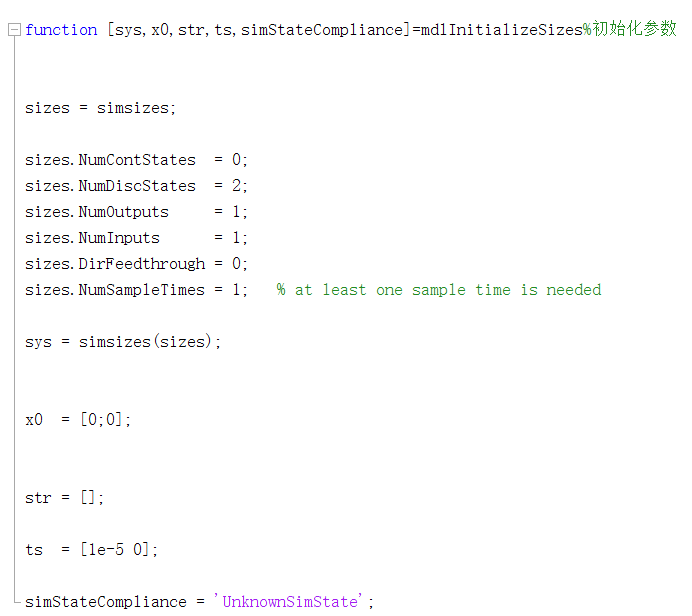 function [sys,x0,str,ts,simStateCompliance]=mdlInitializeSizes%初始化参数
sizes = simsizes;
sizes.NumContStates  = 0;
sizes.NumDiscStates  = 2;
sizes.NumOutputs     = 1;
sizes.NumInputs      = 1;
sizes.DirFeedthrough = 0;
sizes.NumSampleTimes = 1;   % at least one sample time is needed
sys = simsizes(sizes);
x0  = [0;0];
str = [];
ts  = [1e-5 0];
simStateCompliance = 'UnknownSimState';